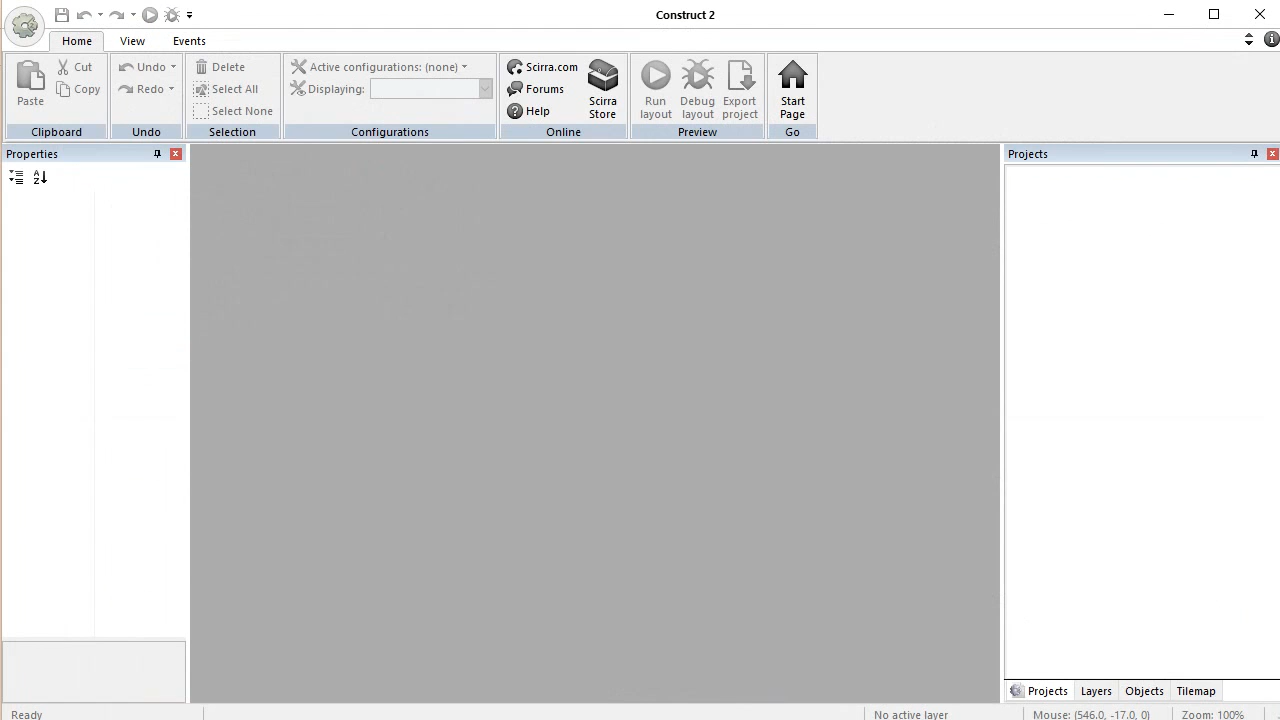 Construct 2
Home View Events
Paste
Cut
Copy
Clipboard
Undo
Redo
Undo
Delete
Select All
Select None
Selection
Active configurations: (none)
Displaying:
Configurations
Scirra.com
Forums
Help
Scirra
Store
Online
Run
layout
Debug
layout
Export
project
Preview
Start
Page
Go
Properties
Projects
Projects Layers Objects Tilemap
Ready
No active layer
Mouse: (546.0, -17.0, 0)
Zoom: 100%